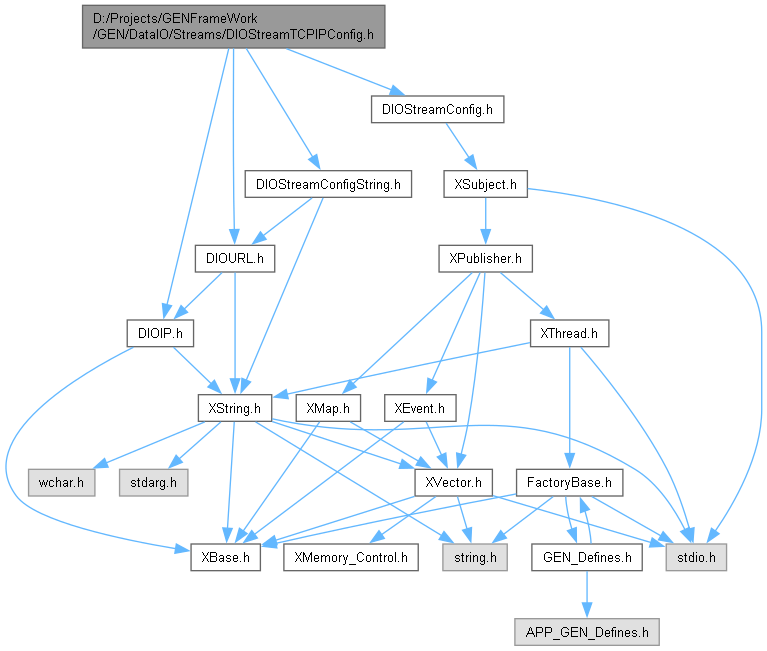 D:/Projects/GENFrameWork
/GEN/DataIO/Streams/DIOStreamTCPIPConfig.h
DIOStreamConfig.h
DIOStreamConfigString.h
XSubject.h
DIOURL.h
XPublisher.h
DIOIP.h
XThread.h
XString.h
XMap.h
XEvent.h
wchar.h
stdarg.h
XVector.h
FactoryBase.h
XBase.h
XMemory_Control.h
string.h
GEN_Defines.h
stdio.h
APP_GEN_Defines.h